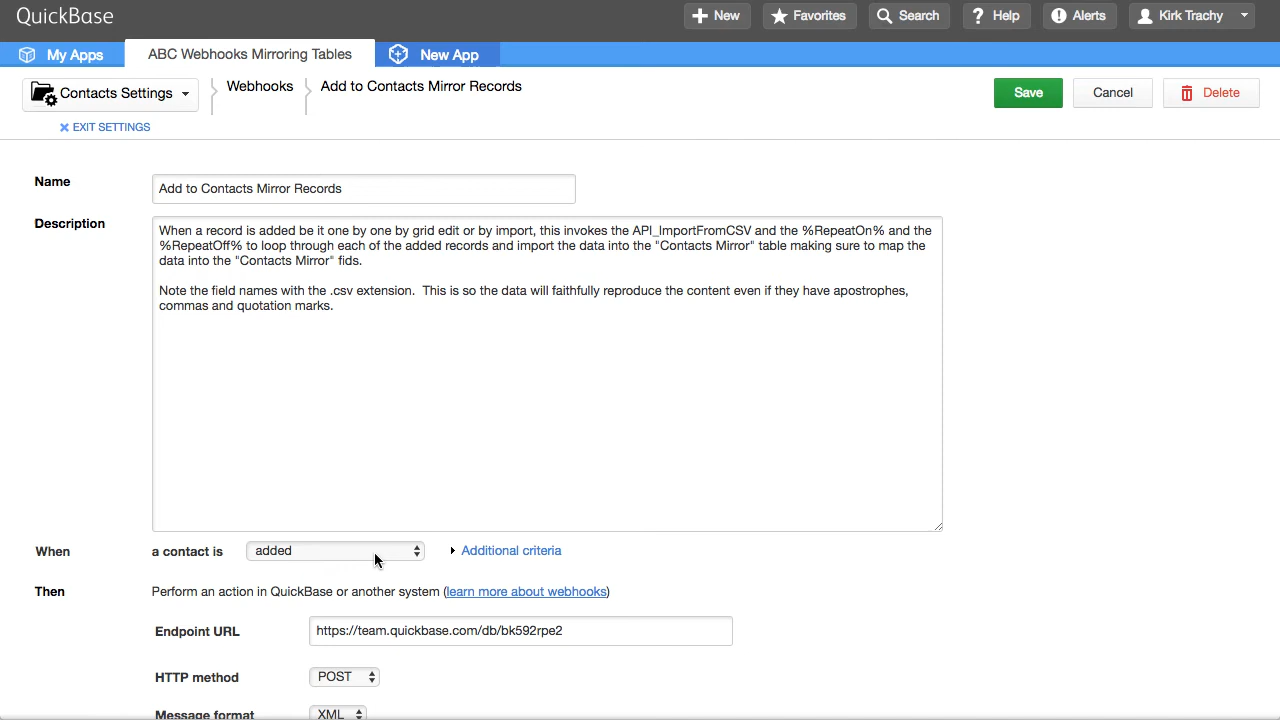 QuickBase
New
Favorites
Search
Help
Alerts
Kirk Trachy
My Apps
ABC Webhooks Mirroring Tables
New App
Contacts Settings
Webhooks
Add to Contacts Mirror Records
Save
Cancel
Delete
EXIT SETTINGS
Name
Add to Contacts Mirror Records
Description
When a record is added be it one by one by grid edit or by import, this invokes the API_ImportFromCSV and the %RepeatOn% and the
%RepeatOff% to loop through each of the added records and import the data into the "Contacts Mirror" table making sure to map the
data into the "Contacts Mirror" fids.
Note the field names with the .csv extension.  This is so the data will faithfully reproduce the content even if they have apostrophes,
commas and quotation marks.
When
a contact is
added
Additional criteria
Then
Perform an action in QuickBase or another system (learn more about webhooks)
Endpoint URL
https://team.quickbase.com/db/bk592rpe2
HTTP method
POST
Message format
XML